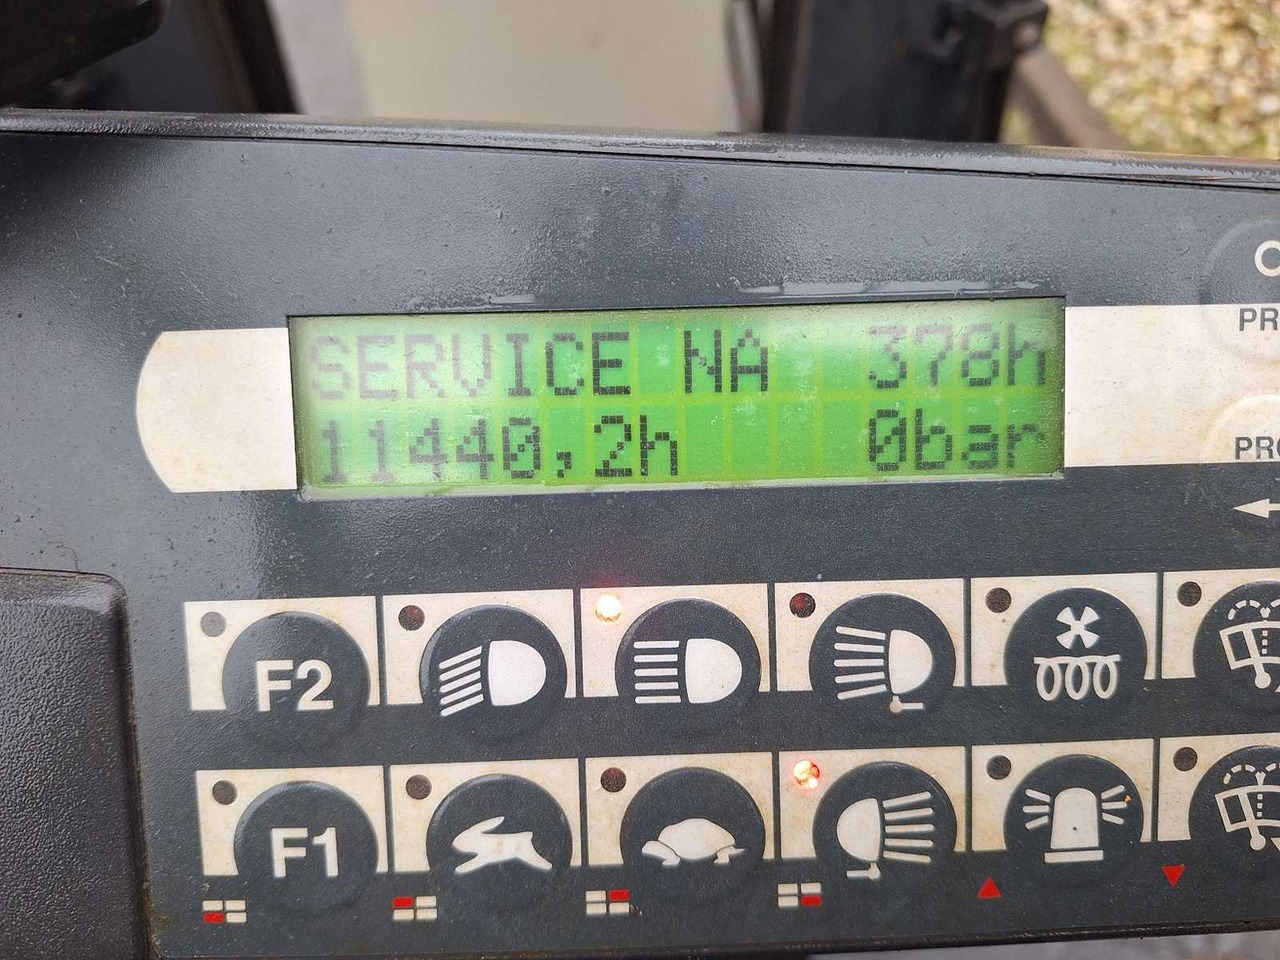 SERVICE NA 378h
11440,2h 0bar
F2
F1